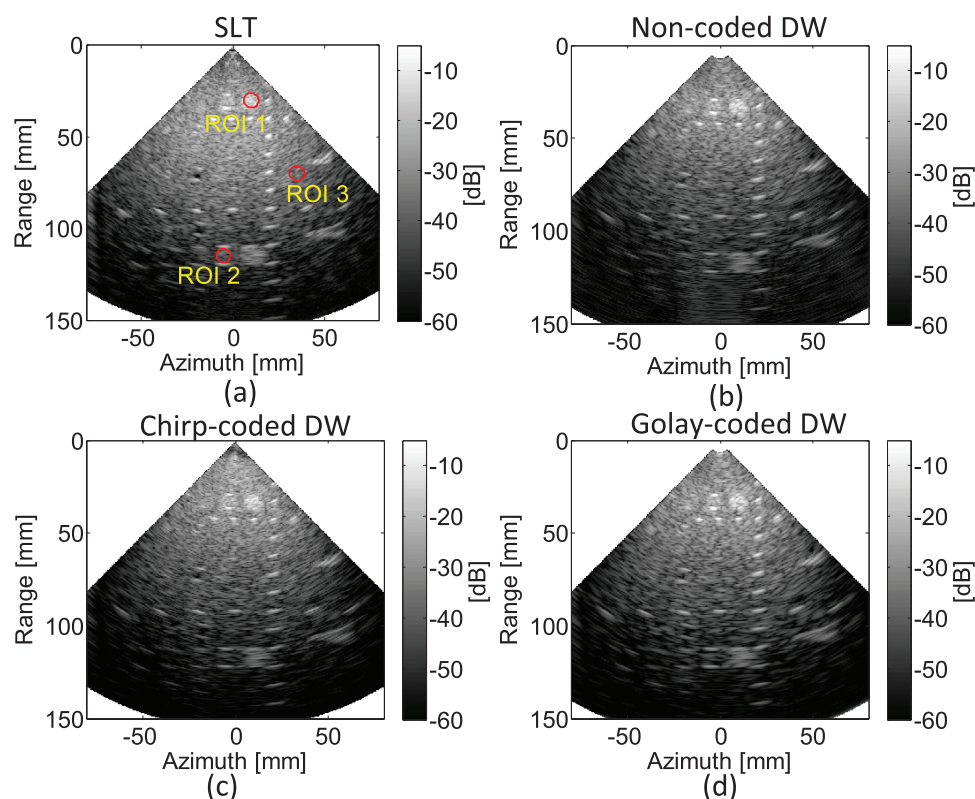 SLT
0
50
100
150
Range [mm]
ROI 1
ROI 3
ROI 2
-50
0
50
Azimuth [mm]
-10
-20
-30
-40
-50
-60
[dB]
(a)
Non-coded DW
0
50
100
150
Range [mm]
-50
0
50
Azimuth [mm]
-10
-20
-30
-40
-50
-60
[dB]
(b)
Chirp-coded DW
0
50
100
150
Range [mm]
-50
0
50
Azimuth [mm]
-10
-20
-30
-40
-50
-60
[dB]
(c)
Golay-coded DW
0
50
100
150
Range [mm]
-50
0
50
Azimuth [mm]
-10
-20
-30
-40
-50
-60
[dB]
(d)